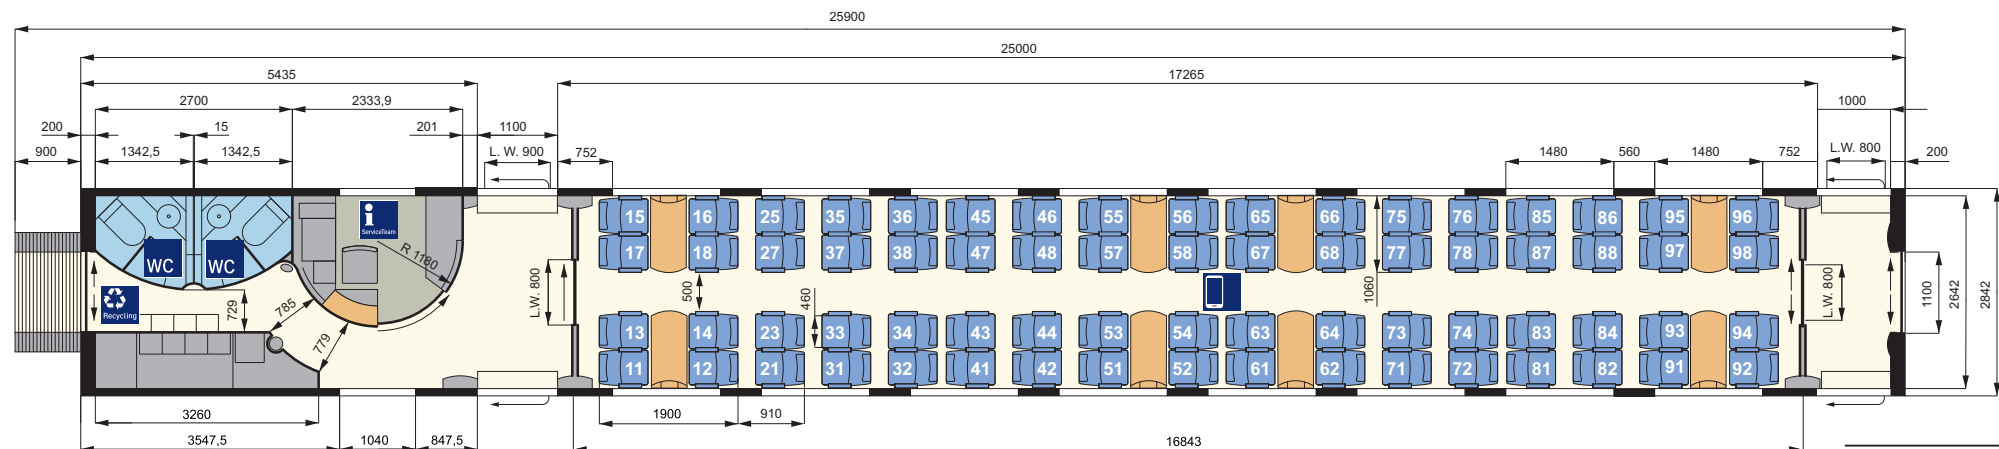 25900
25000
5435 17265
2700 2333,9 1000
200 15 201 1100
900 1342,5 1342,5 L. W. 900 752 1480 560 1480 752 L.W. 800 200
15 16 25 35 36 45 46 55 56 65 66 75 76 85 86 95 96
i
ServiceTeam
17 18 27 37 38 47 48 57 58 67 68 77 78 87 88 97 98
WC WC
R 1180
Recycling
729 785 L.W. 800 500 460 1060 L.W. 800 1100 2642 2842
779
13 14 23 33 34 43 44 53 54 63 64 73 74 83 84 93 94
11 12 21 31 32 41 42 51 52 61 62 71 72 81 82 91 92
3260 1900 910
3547,5 1040 847,5 16843